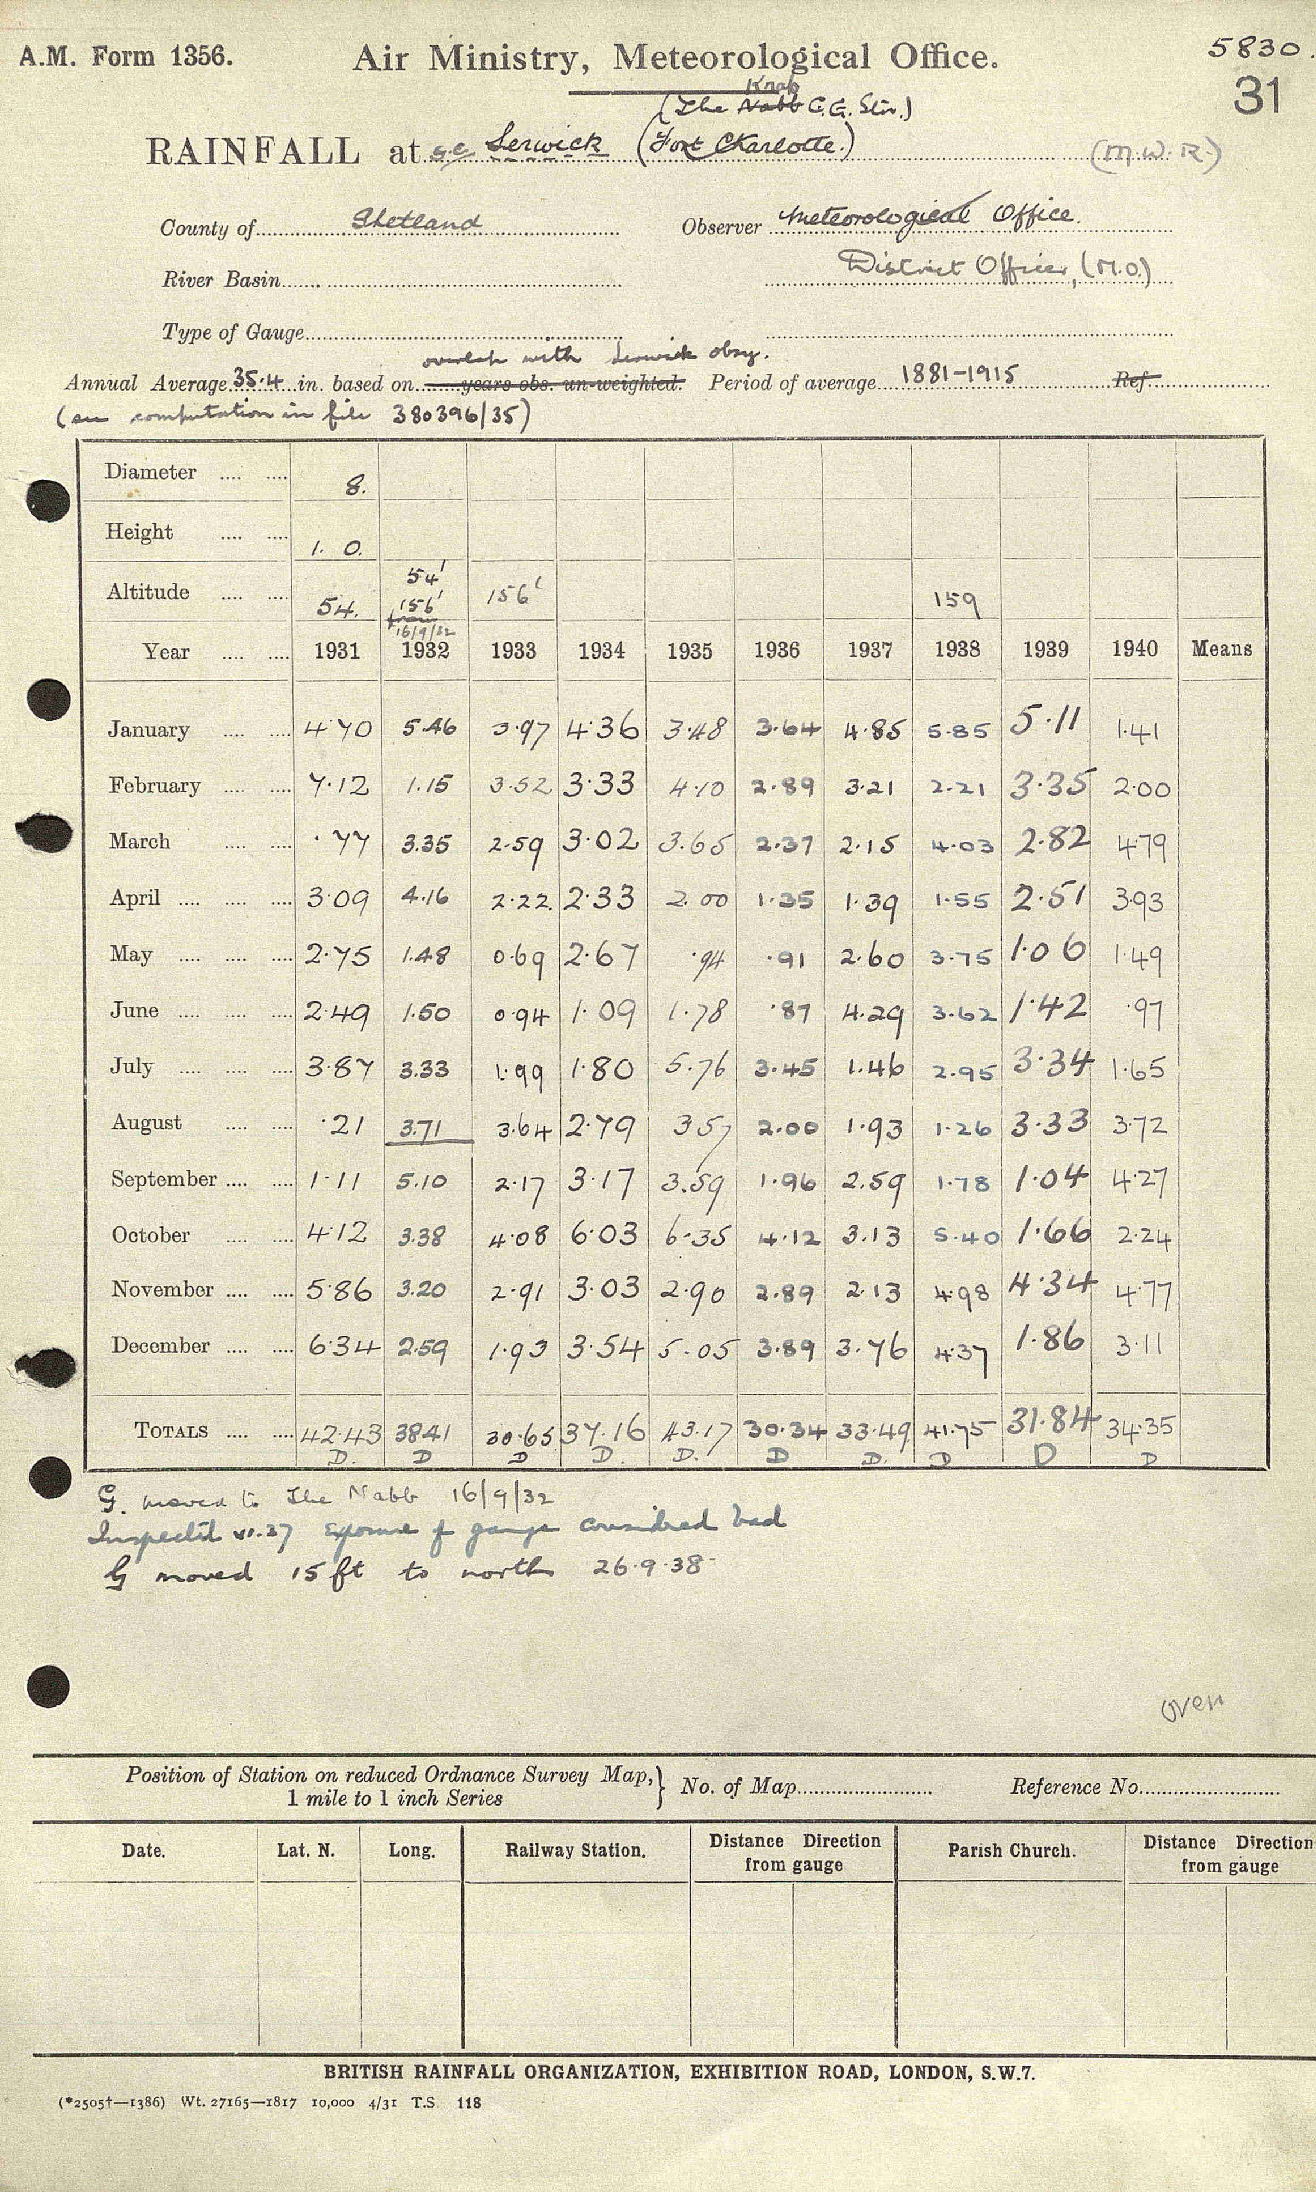 A.M. Form 1356. Air Ministry, Meteorological Office. 5830.
31
Knab
(The Nabb C.G. Stn.)
RAINFALL at Lerwick (Fort Charlotte.) (M.W.R.)
County of Shetland Observer Meteorological Office.
River Basin District Officer, (M.O.)
Type of Gauge
overlap with Lerwick obsy.
Annual Average 35.4 in. based on years obs. un-weighted. Period of average 1881-1915 Ref
(see computation in file 380396/35)
Diameter 8.
Height 1. 0.
Altitude 54. 54' 156' from 16/9/32 156' 159
Year 1931 1932 1933 1934 1935 1936 1937 1938 1939 1940 Means
January 4.70 5.46 3.97 4.36 3.48 3.64 4.85 5.85 5.11 1.41
February 7.12 1.15 3.52 3.33 4.10 2.89 3.21 2.21 3.35 2.00
March .77 3.35 2.59 3.02 3.65 2.37 2.15 4.03 2.82 4.79
April 3.09 4.16 2.22 2.33 2.00 1.35 1.39 1.55 2.51 3.93
May 2.75 1.48 0.69 2.67 .94 .91 2.60 3.75 1.06 1.49
June 2.49 1.50 0.94 1.09 1.78 .87 4.29 3.62 1.42 .97
July 3.87 3.33 1.99 1.80 5.76 3.45 1.46 2.95 3.34 1.65
August .21 3.71 3.64 2.79 3.57 2.00 1.93 1.26 3.33 3.72
September 1.11 5.10 2.17 3.17 3.59 1.96 2.59 1.78 1.04 4.27
October 4.12 3.38 4.08 6.03 6.35 4.12 3.13 5.40 1.66 2.24
November 5.86 3.20 2.91 3.03 2.90 2.89 2.13 4.98 4.34 4.77
December 6.34 2.59 1.93 3.54 5.05 3.89 3.76 4.37 1.86 3.11
TOTALS 42.43 38.41 30.65 37.16 43.17 30.34 33.49 41.75 31.84 34.35
D. D D D. D. D D. D D D
G. moved to The Nabb 16/9/32
Inspected VI.37 Exposure of gauge considered bad
G moved 15 ft to north 26.9.38
over
Position of Station on reduced Ordnance Survey Map, } No. of Map Reference No.
1 mile to 1 inch Series
Date. Lat. N. Long. Railway Station. Distance Direction from gauge Parish Church. Distance Direction from gauge
BRITISH RAINFALL ORGANIZATION, EXHIBITION ROAD, LONDON, S.W.7.
(*2505†—1386) Wt. 27165—1817 10,000 4/31 T.S 118